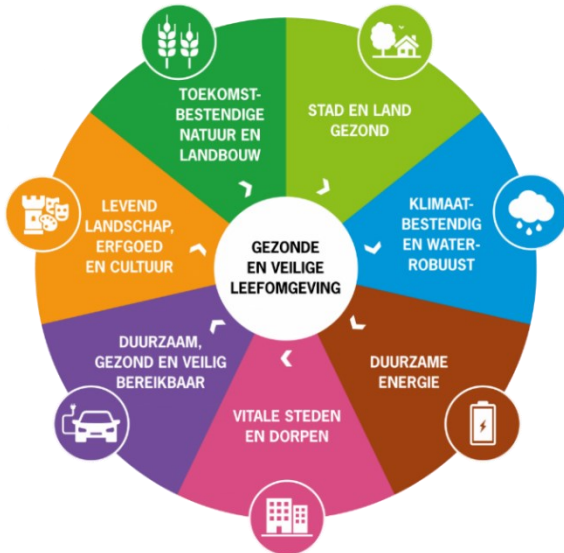 TOEKOMST-
BESTENDIGE
NATUUR EN
LANDBOUW
STAD EN LAND
GEZOND
KLIMAAT-
BESTENDIG
EN WATER-
ROBUUST
DUURZAME
ENERGIE
VITALE STEDEN
EN DORPEN
DUURZAAM,
GEZOND EN VEILIG
BEREIKBAAR
LEVEND
LANDSCHAP,
ERFGOED
EN CULTUUR
GEZONDE
EN VEILIGE
LEEFOMGEVING